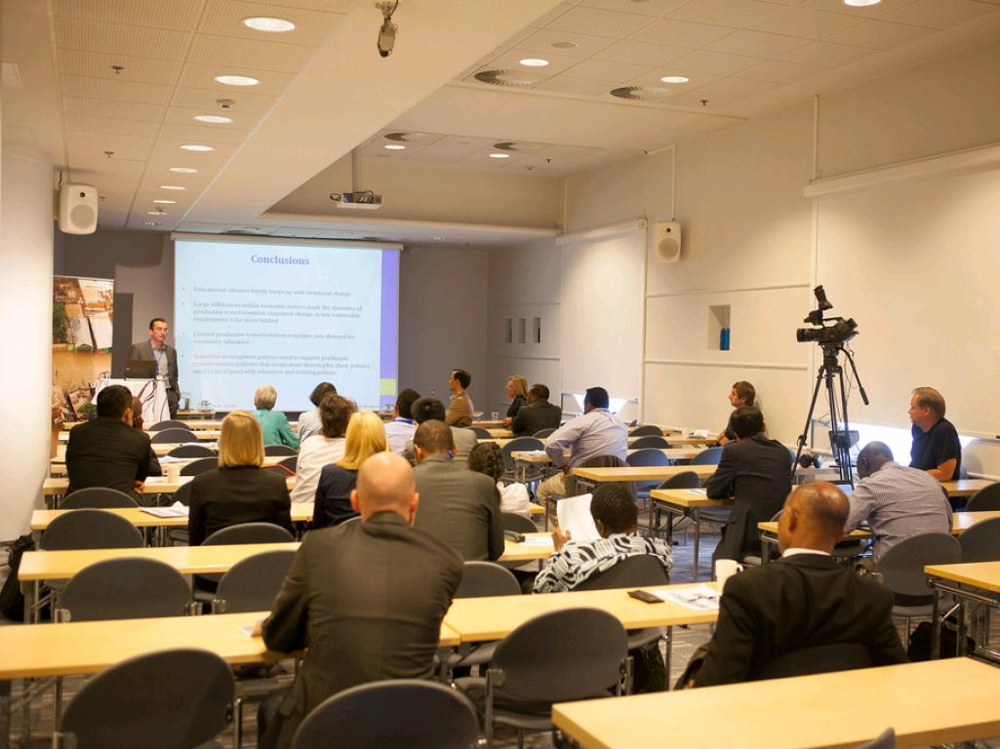 Conclusions
Educational advance barely keeps up with structural change
Large differences within economic sectors mask the dynamics of
productive transformation: structural change in non-vulnerable
employment is far more limited
Limited productive transformation translates into demand for
secondary education
Industrial development policies need to support productive
transformation patterns that create more decent jobs; these policies
need to be aligned with education and training policies